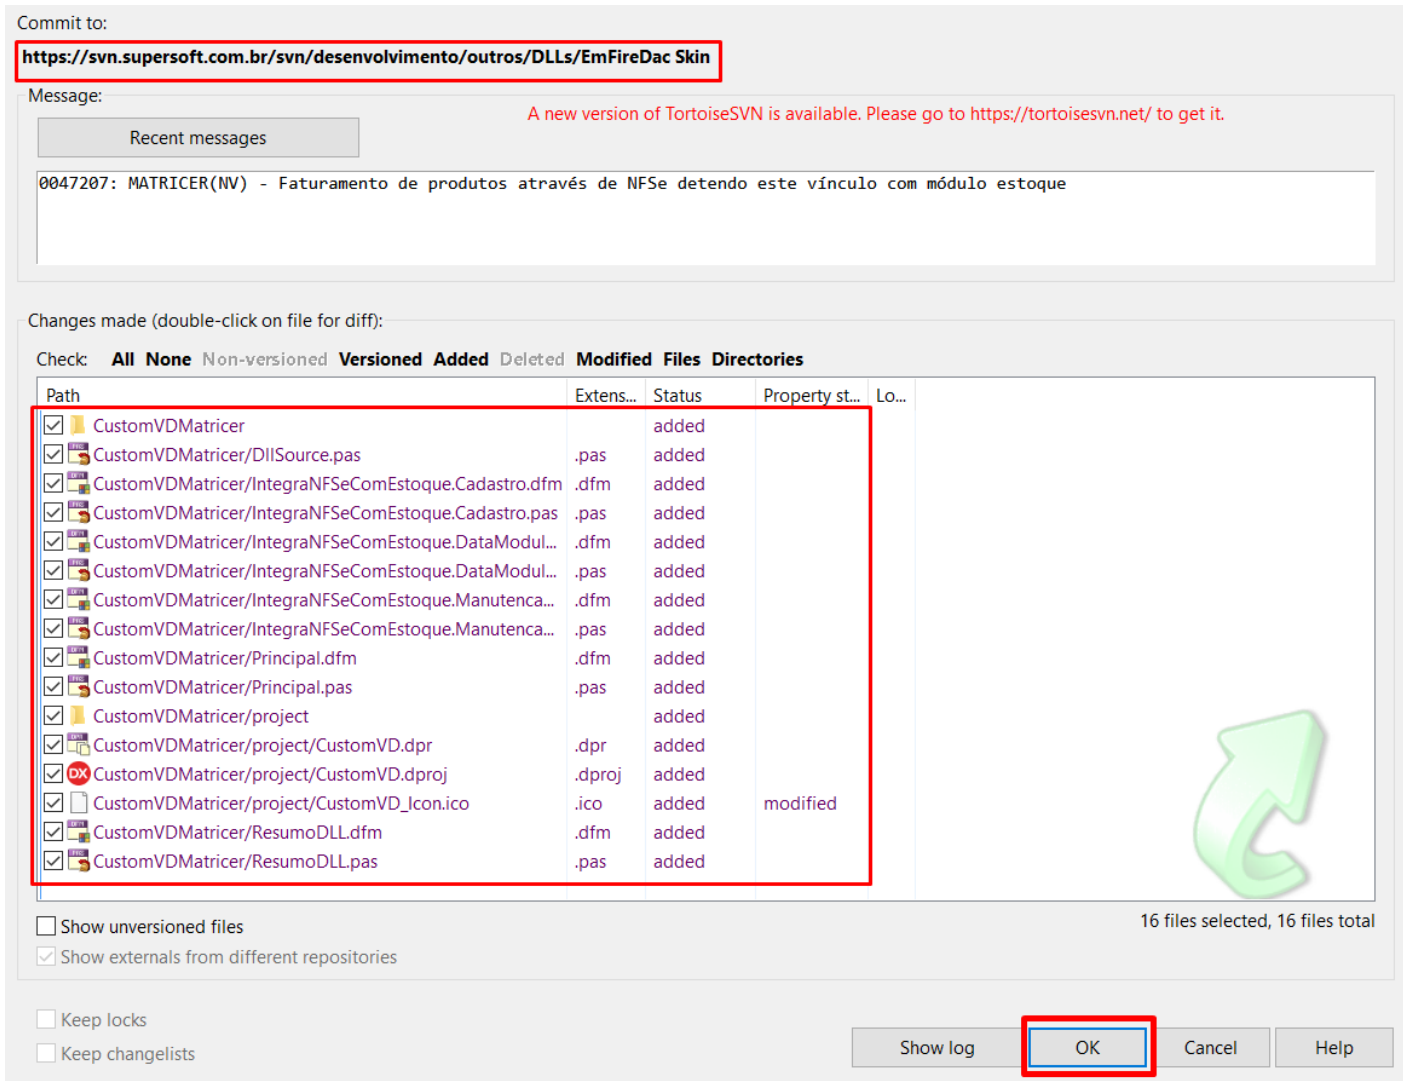 Commit to:
https://svn.supersoft.com.br/svn/desenvolvimento/outros/DLLs/EmFireDac Skin
Message:
A new version of TortoiseSVN is available. Please go to https://tortoisesvn.net/ to get it.
Recent messages
0047207: MATRICER(NV) - Faturamento de produtos através de NFSe detendo este vínculo com módulo estoque
Changes made (double-click on file for diff):
Check: All None Non-versioned Versioned Added Deleted Modified Files Directories
Path Extens... Status Property st... Lo...
CustomVDMatricer added
CustomVDMatricer/DllSource.pas .pas added
CustomVDMatricer/IntegraNFSeComEstoque.Cadastro.dfm .dfm added
CustomVDMatricer/IntegraNFSeComEstoque.Cadastro.pas .pas added
CustomVDMatricer/IntegraNFSeComEstoque.DataModul... .dfm added
CustomVDMatricer/IntegraNFSeComEstoque.DataModul... .pas added
CustomVDMatricer/IntegraNFSeComEstoque.Manutenca... .dfm added
CustomVDMatricer/IntegraNFSeComEstoque.Manutenca... .pas added
CustomVDMatricer/Principal.dfm .dfm added
CustomVDMatricer/Principal.pas .pas added
CustomVDMatricer/project added
CustomVDMatricer/project/CustomVD.dpr .dpr added
DX CustomVDMatricer/project/CustomVD.dproj .dproj added
CustomVDMatricer/project/CustomVD_Icon.ico .ico added modified
CustomVDMatricer/ResumoDLL.dfm .dfm added
CustomVDMatricer/ResumoDLL.pas .pas added
Show unversioned files
16 files selected, 16 files total
Show externals from different repositories
Keep locks
Keep changelists
Show log OK Cancel Help